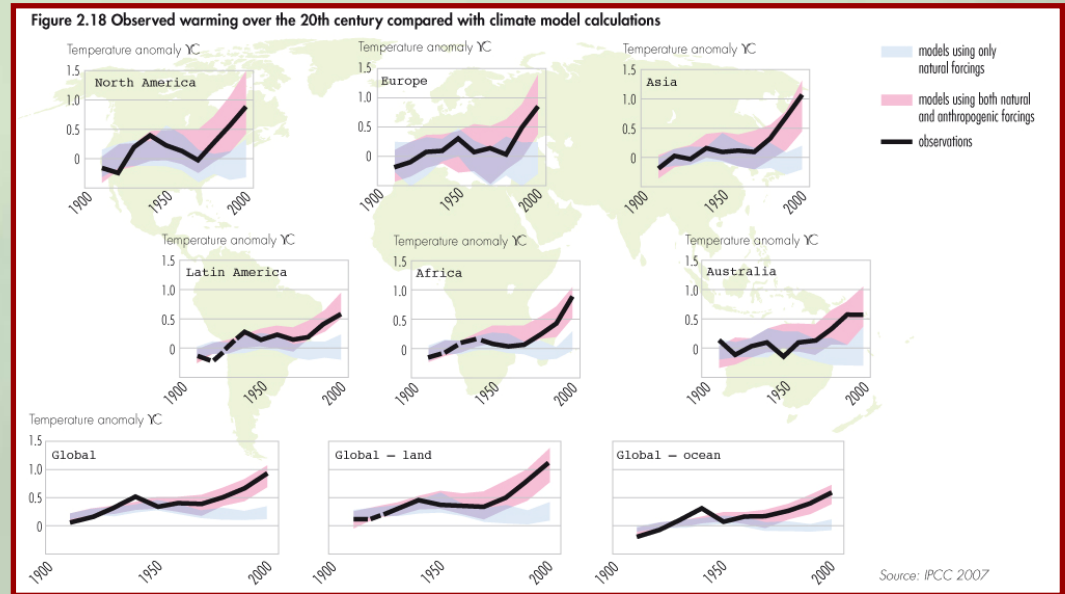 Figure 2.18 Observed warming over the 20th century compared with climate model calculations
Temperature anomaly ϒC
1.5
1.0
0.5
0
North America
1900
1950
2000
Temperature anomaly ϒC
1.5
1.0
0.5
0
Europe
1900
1950
2000
Temperature anomaly ϒC
1.5
1.0
0.5
0
Asia
1900
1950
2000
models using only
natural forcings
models using both natural
and anthropogenic forcings
observations
Temperature anomaly ϒC
1.5
1.0
0.5
0
Latin America
1900
1950
2000
Temperature anomaly ϒC
1.5
1.0
0.5
0
Africa
1900
1950
2000
Temperature anomaly ϒC
1.5
1.0
0.5
0
Australia
1900
1950
2000
Temperature anomaly ϒC
1.5
1.0
0.5
0
Global
1900
1950
2000
Global – land
1900
1950
2000
Global – ocean
1900
1950
2000
Source: IPCC 2007